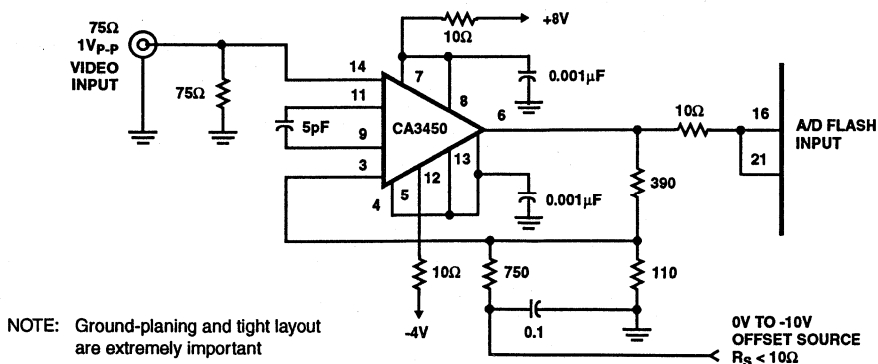 75Ω
1V_P-P
VIDEO
INPUT
75Ω
5pF
14
11
9
3
4
5
7
8
6
12
13
CA3450
10Ω
+8V
0.001µF
0.001µF
10Ω
-4V
750
0.1
390
110
10Ω
16
21
A/D FLASH
INPUT
0V TO -10V
OFFSET SOURCE
R_S < 10Ω
NOTE: Ground-planing and tight layout
are extremely important